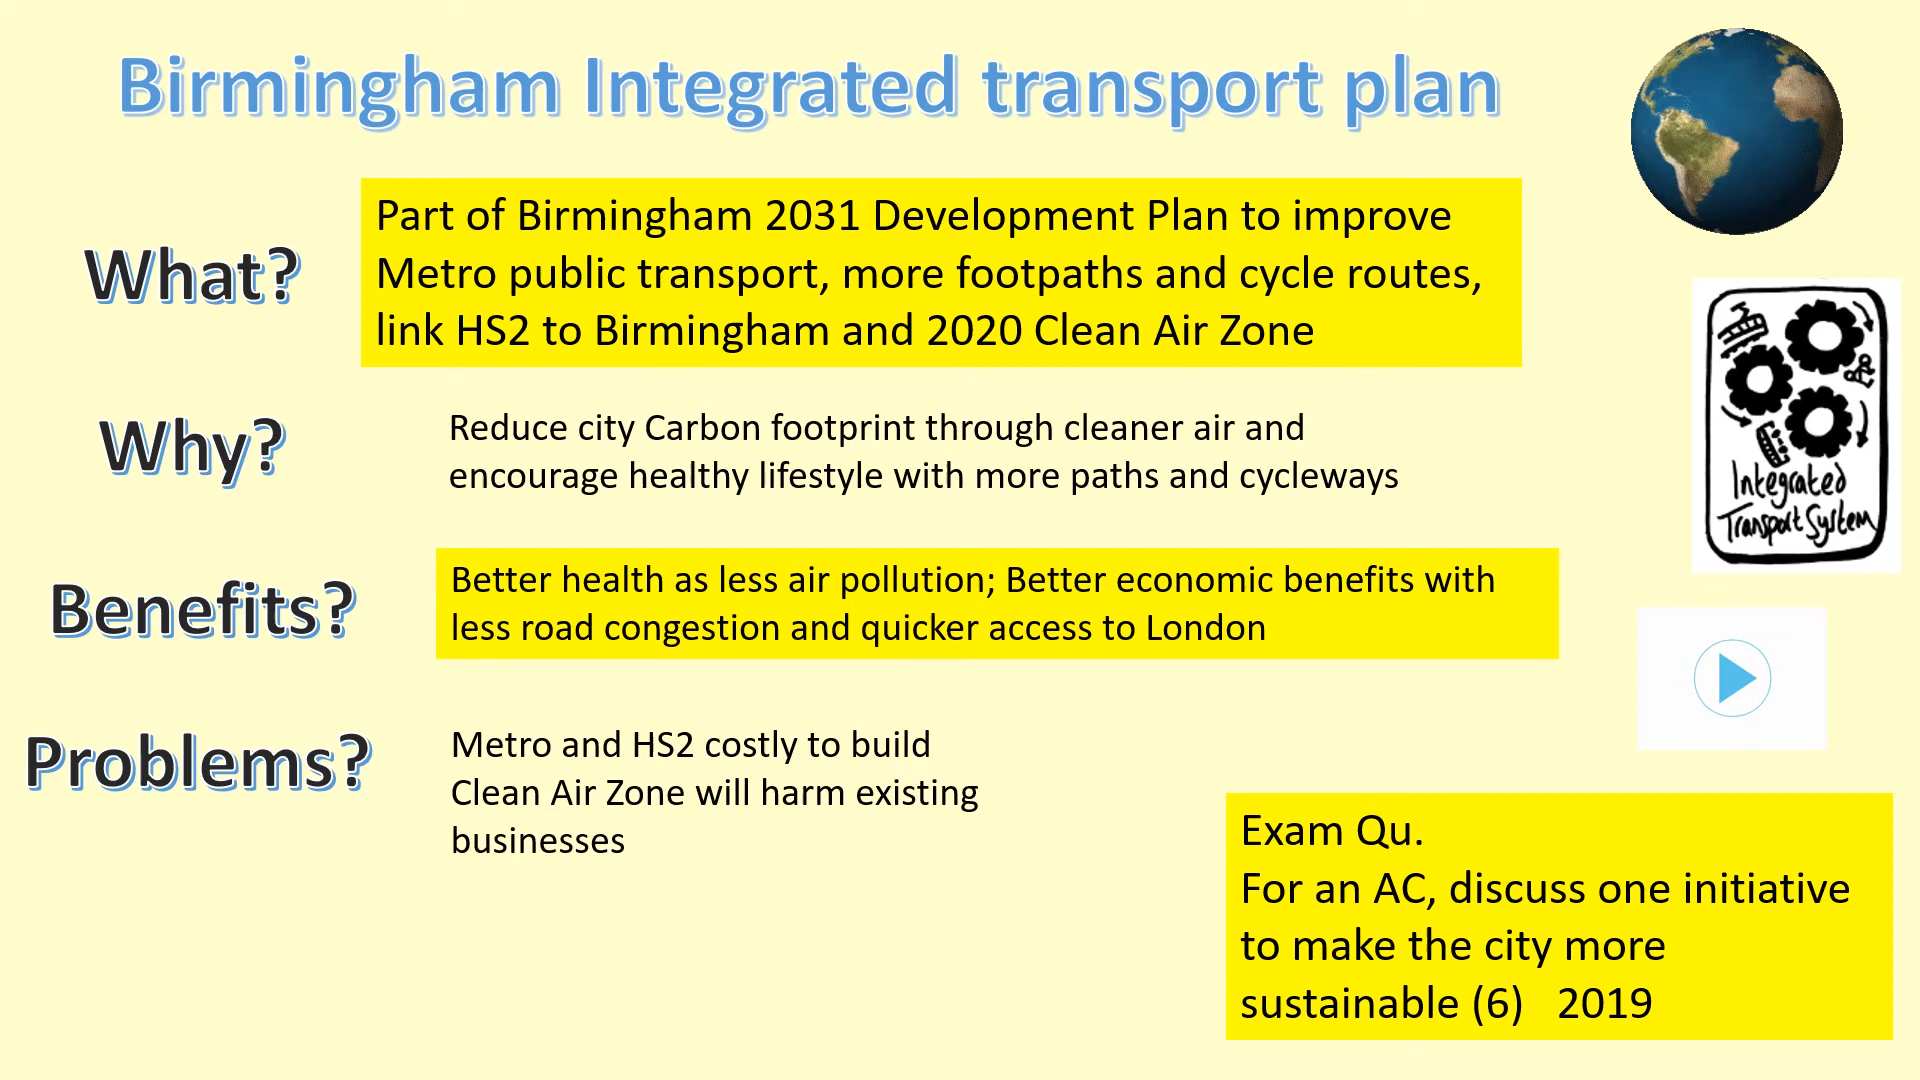 Birmingham Integrated transport plan
What?
Part of Birmingham 2031 Development Plan to improve
Metro public transport, more footpaths and cycle routes,
link HS2 to Birmingham and 2020 Clean Air Zone
Why?
Reduce city Carbon footprint through cleaner air and
encourage healthy lifestyle with more paths and cycleways
Integrated
Transport System
Benefits?
Better health as less air pollution; Better economic benefits with
less road congestion and quicker access to London
Problems?
Metro and HS2 costly to build
Clean Air Zone will harm existing
businesses
Exam Qu.
For an AC, discuss one initiative
to make the city more
sustainable (6) 2019